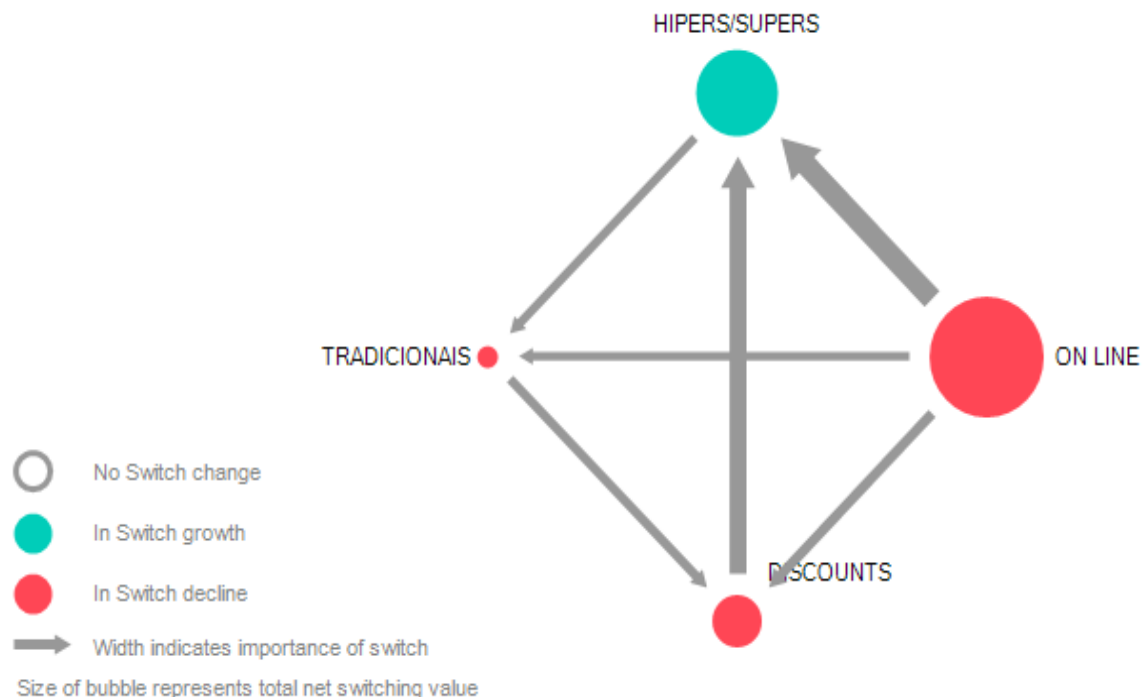 HIPERS/SUPERS
TRADICIONAIS
ON LINE
DISCOUNTS
No Switch change
In Switch growth
In Switch decline
Width indicates importance of switch
Size of bubble represents total net switching value